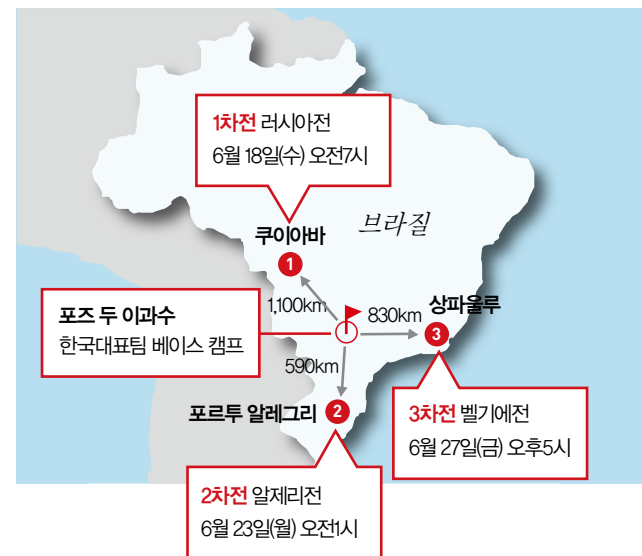 1차전 러시아전
6월 18일(수) 오전7시
브라질
쿠이아바
1
1,100km
830km
상파울루
3
포즈 두 이과수
한국대표팀 베이스 캠프
590km
포르투 알레그리
2
3차전 벨기에전
6월 27일(금) 오후5시
2차전 알제리전
6월 23일(월) 오전1시